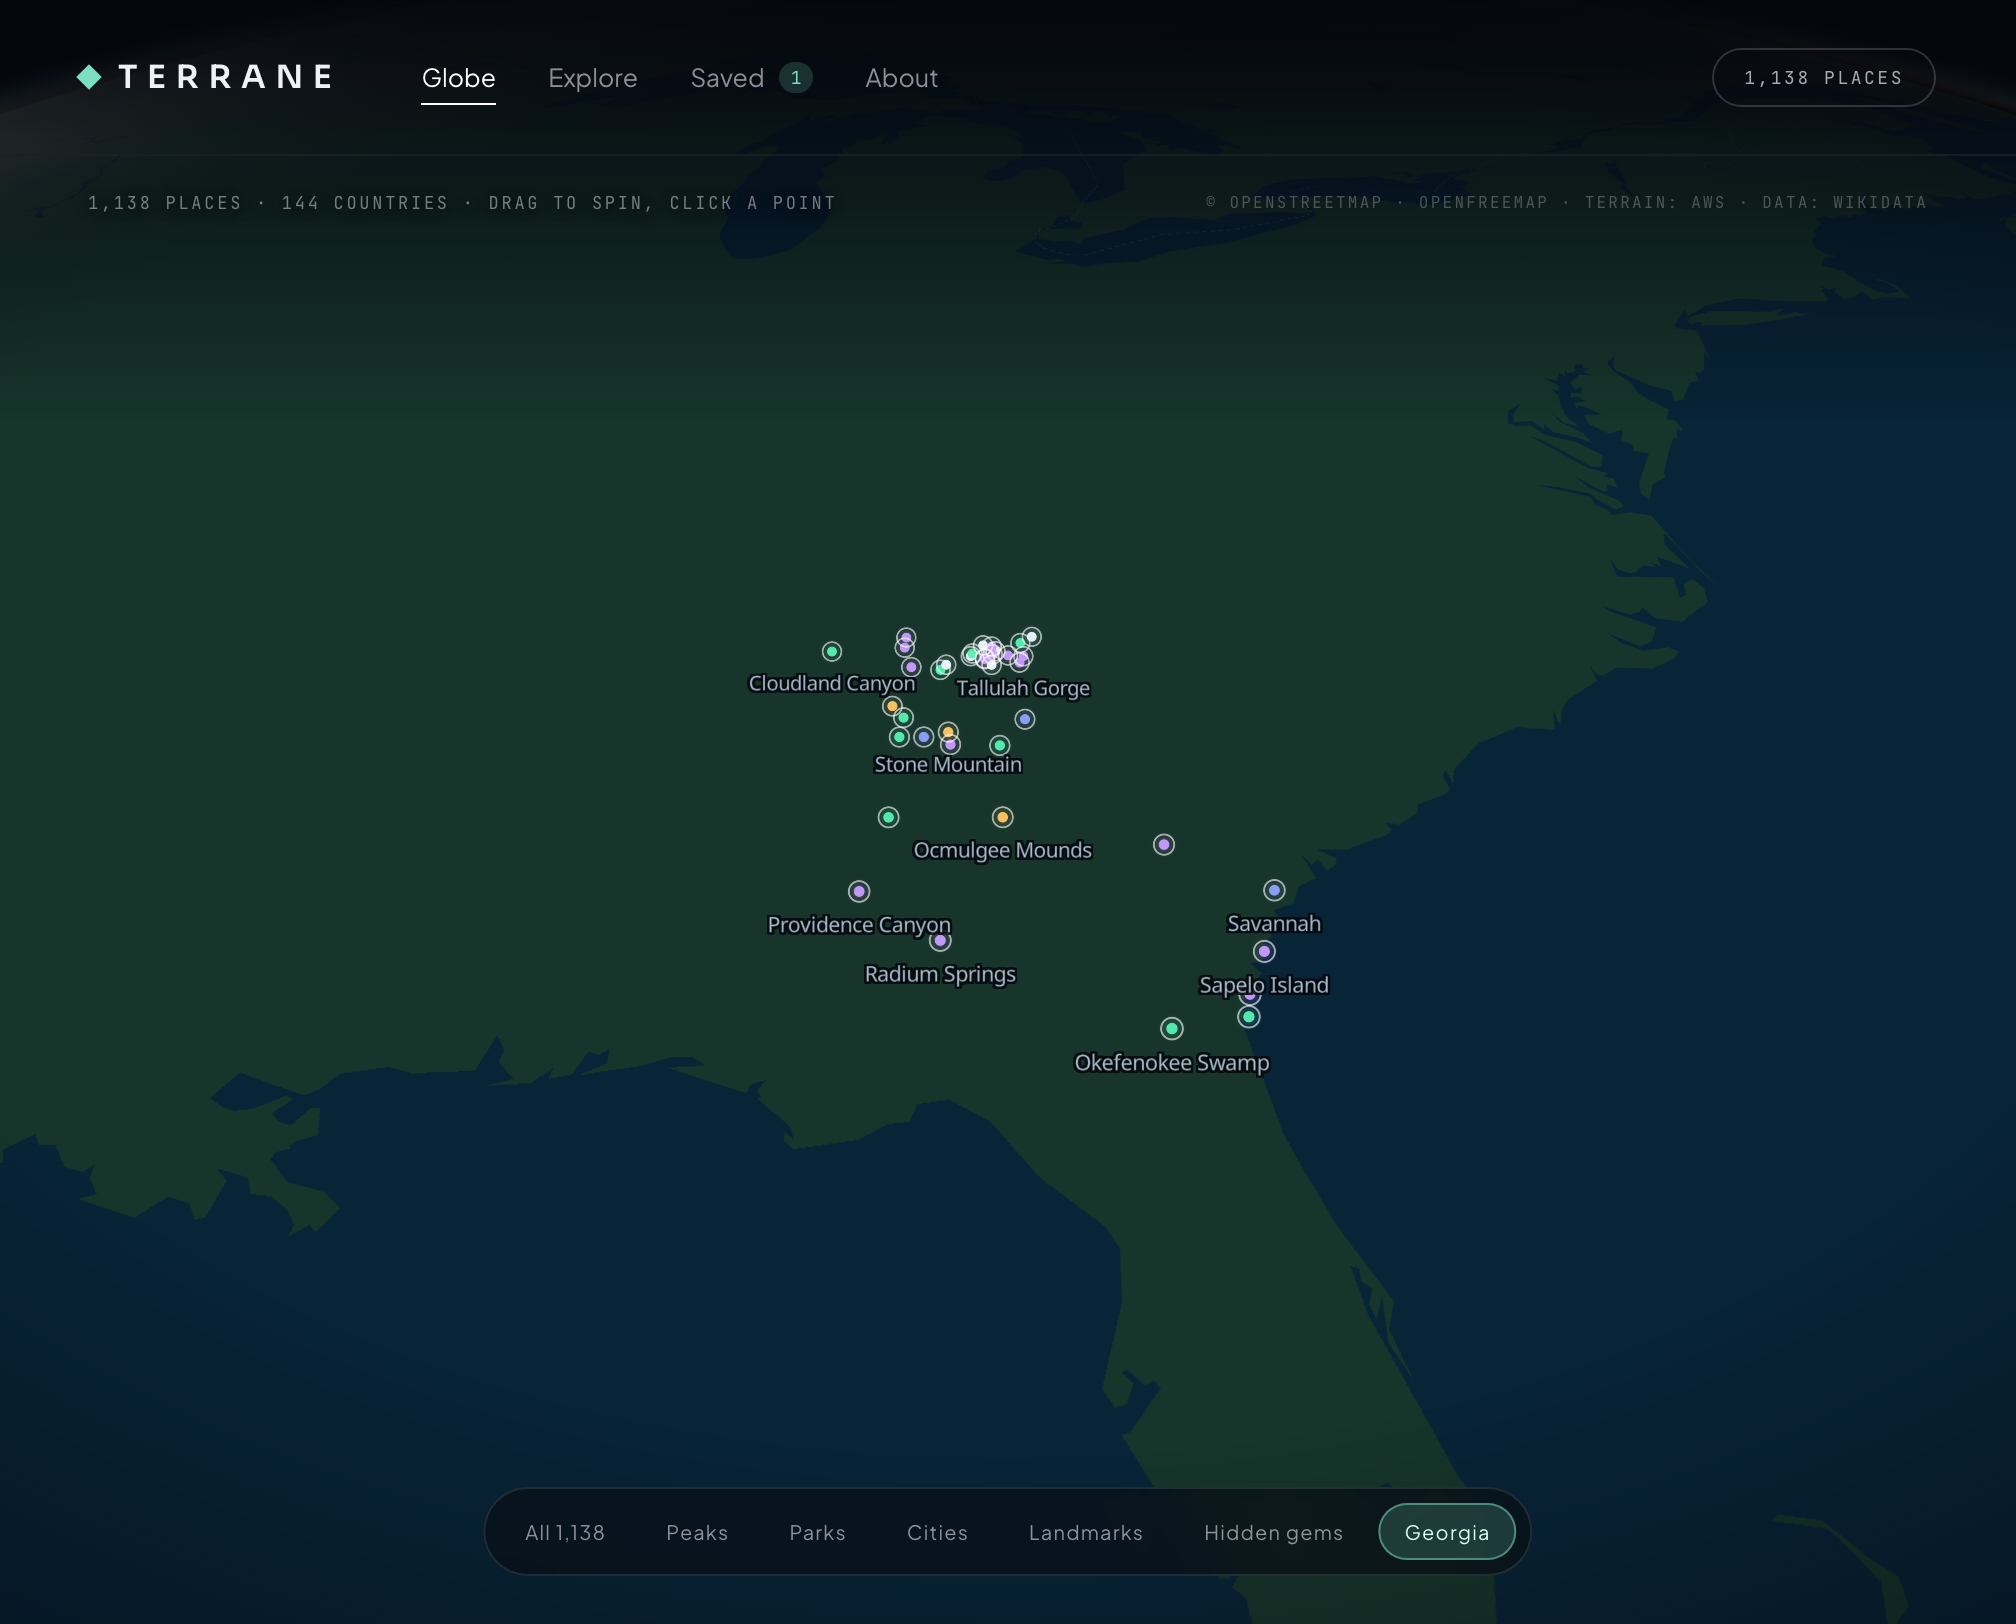 TERRANE Globe Explore Saved 1 About 1,138 PLACES
1,138 PLACES · 144 COUNTRIES · DRAG TO SPIN, CLICK A POINT
© OPENSTREETMAP · OPENFREEMAP · TERRAIN: AWS · DATA: WIKIDATA
Cloudland Canyon
Tallulah Gorge
Stone Mountain
Ocmulgee Mounds
Providence Canyon
Savannah
Radium Springs
Sapelo Island
Okefenokee Swamp
All 1,138 Peaks Parks Cities Landmarks Hidden gems Georgia